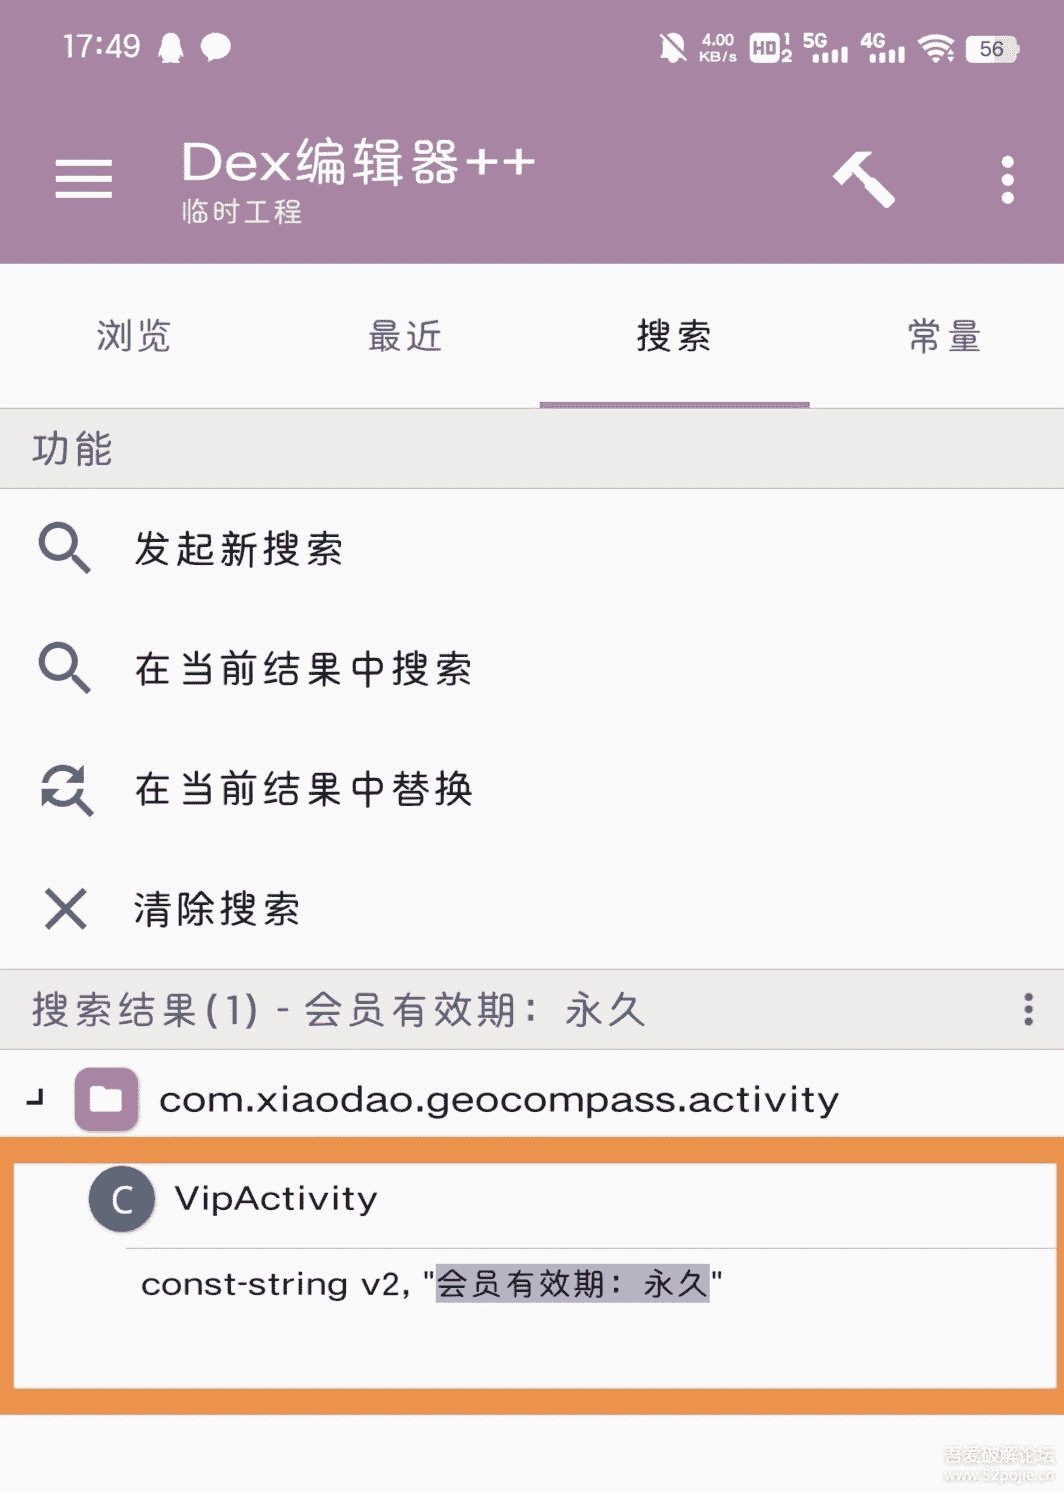 17:49 4.00 KB/s HD 1 2 5G 4G 56
Dex编辑器++
临时工程
浏览 最近 搜索 常量
功能
发起新搜索
在当前结果中搜索
在当前结果中替换
清除搜索
搜索结果(1) - 会员有效期：永久
com.xiaodao.geocompass.activity
C VipActivity
const-string v2, "会员有效期：永久"
吾爱破解论坛
www.52pojie.cn